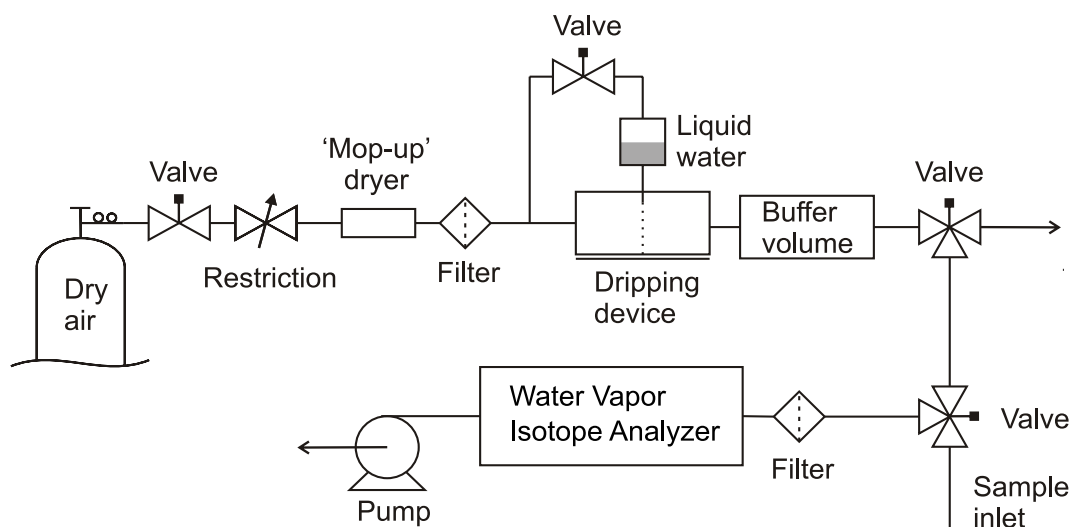 Valve
Liquid
water
'Mop-up'
dryer
Valve
Valve
Restriction
Filter
Buffer
volume
Dripping
device
Dry
air
Water Vapor
Isotope Analyzer
Valve
Filter
Pump
Sample
inlet